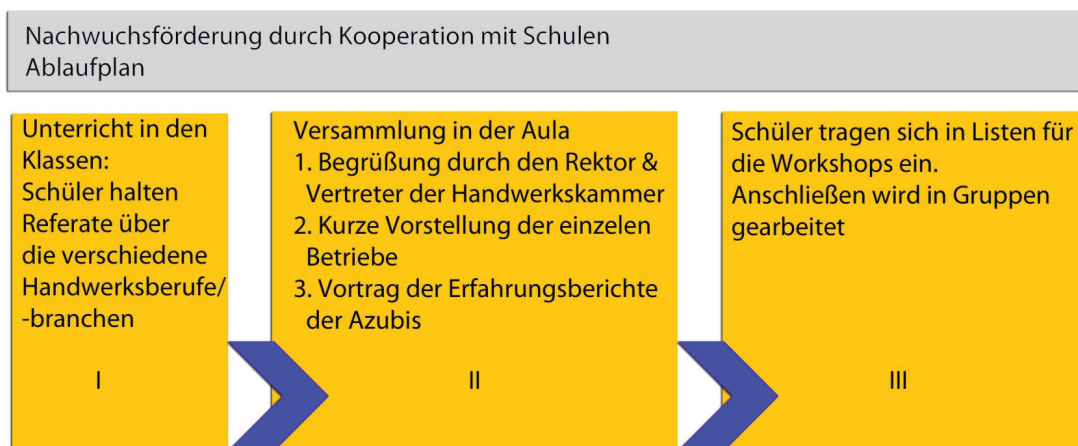 Nachwuchsförderung durch Kooperation mit Schulen
Ablaufplan
Unterricht in den
Klassen:
Schüler halten
Referate über
die verschiedene
Handwerksberufe/
-branchen
I
Versammlung in der Aula
1. Begrüßung durch den Rektor &
Vertreter der Handwerkskammer
2. Kurze Vorstellung der einzelen
Betriebe
3. Vortrag der Erfahrungsberichte
der Azubis
II
Schüler tragen sich in Listen für
die Workshops ein.
Anschließen wird in Gruppen
gearbeitet
III